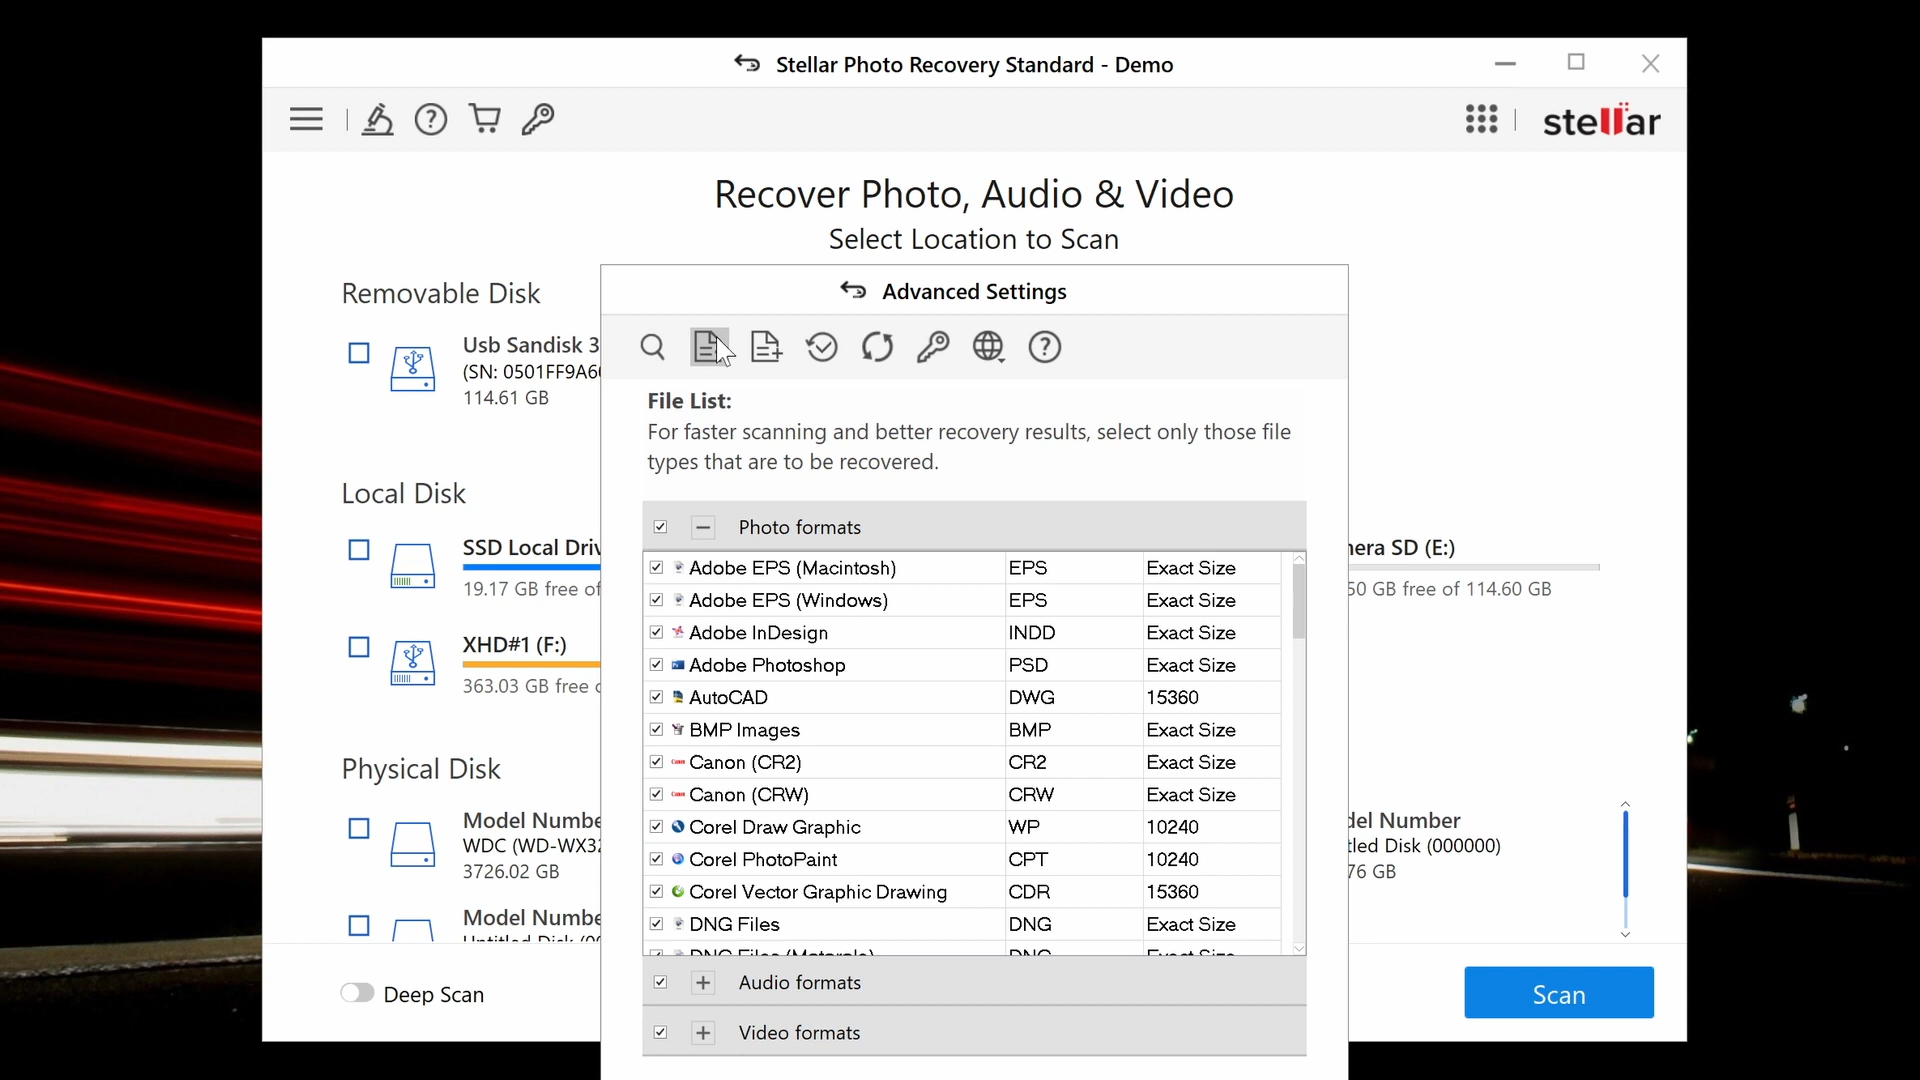 Stellar Photo Recovery Standard - Demo
stellar
Recover Photo, Audio & Video
Select Location to Scan
Removable Disk
Usb Sandisk 3
(SN: 0501FF9A6
114.61 GB
Local Disk
SSD Local Driv
19.17 GB free of
XHD#1 (F:)
363.03 GB free
era SD (E:)
50 GB free of 114.60 GB
Physical Disk
Model Numbe
WDC (WD-WX32
3726.02 GB
Model Numbe
del Number
tled Disk (000000)
76 GB
Deep Scan
Scan
Advanced Settings
File List:
For faster scanning and better recovery results, select only those file
types that are to be recovered.
Photo formats
Adobe EPS (Macintosh) EPS Exact Size
Adobe EPS (Windows) EPS Exact Size
Adobe InDesign INDD Exact Size
Adobe Photoshop PSD Exact Size
AutoCAD DWG 15360
BMP Images BMP Exact Size
Canon (CR2) CR2 Exact Size
Canon (CRW) CRW Exact Size
Corel Draw Graphic WP 10240
Corel PhotoPaint CPT 10240
Corel Vector Graphic Drawing CDR 15360
DNG Files DNG Exact Size
Audio formats
Video formats